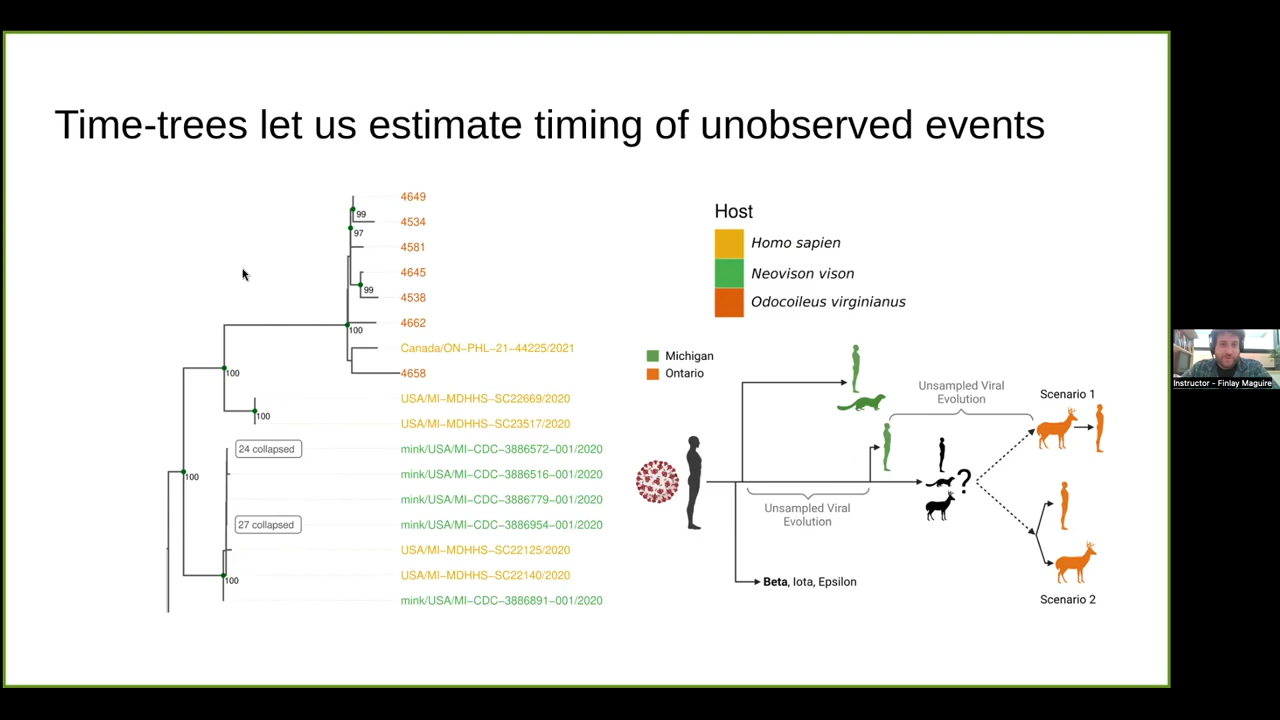 Time-trees let us estimate timing of unobserved events
4649
99
4534
97
4581
4645
99
4538
4662
100
Canada/ON−PHL−21−44225/2021
4658
100
USA/MI−MDHHS−SC22669/2020
100
USA/MI−MDHHS−SC23517/2020
24 collapsed
mink/USA/MI−CDC−3886572−001/2020
100
mink/USA/MI−CDC−3886516−001/2020
mink/USA/MI−CDC−3886779−001/2020
27 collapsed
mink/USA/MI−CDC−3886954−001/2020
USA/MI−MDHHS−SC22125/2020
100
USA/MI−MDHHS−SC22140/2020
mink/USA/MI−CDC−3886891−001/2020
Host
Homo sapien
Neovison vison
Odocoileus virginianus
Michigan
Ontario
Unsampled Viral
Evolution
Scenario 1
?
Unsampled Viral
Evolution
Beta, Iota, Epsilon
Scenario 2
Instructor - Finlay Maguire